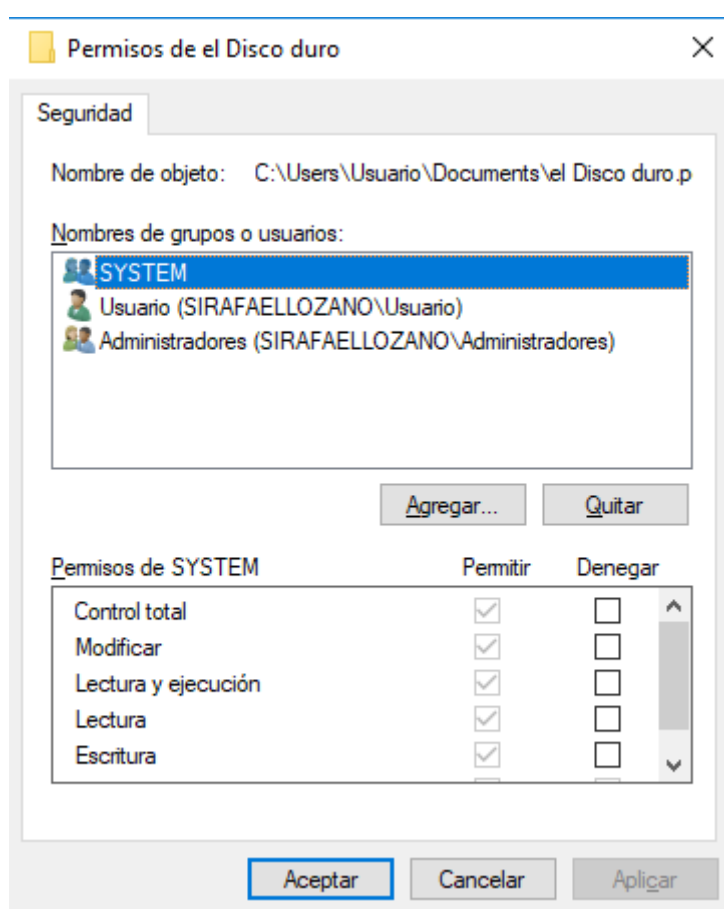 Permisos de el Disco duro
Seguridad
Nombre de objeto: C:\Users\Usuario\Documents\el Disco duro.p
Nombres de grupos o usuarios:
SYSTEM
Usuario (SIRAFAELLOZANO\Usuario)
Administradores (SIRAFAELLOZANO\Administradores)
Agregar... Quitar
Permisos de SYSTEM Permitir Denegar
Control total
Modificar
Lectura y ejecución
Lectura
Escritura
Aceptar Cancelar Aplicar